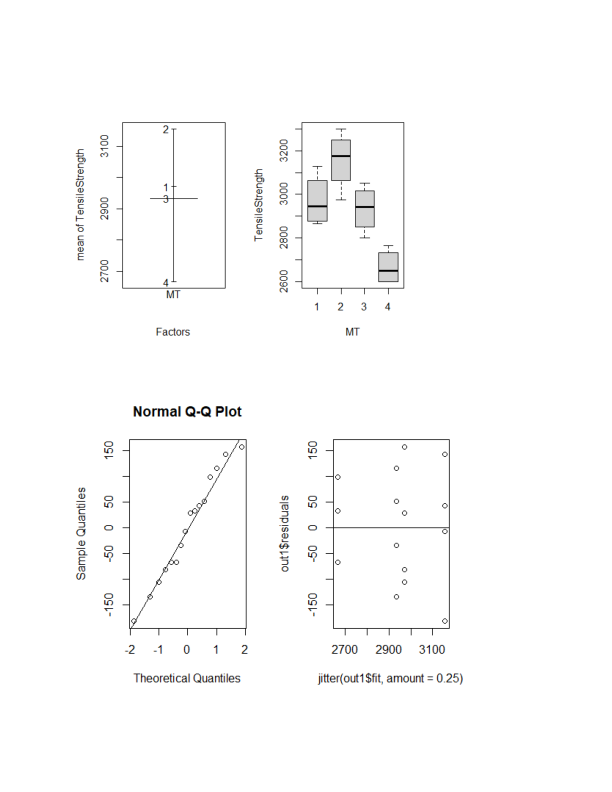 mean of TensileStrength
2700 2900 3100
2
1
3
4
MT
Factors
TensileStrength
2600 2800 3000 3200
1 2 3 4
MT
Normal Q-Q Plot
Sample Quantiles
-150 -50 0 50 150
-2 -1 0 1 2
Theoretical Quantiles
out1$residuals
-150 -50 0 50 150
2700 2900 3100
jitter(out1$fit, amount = 0.25)